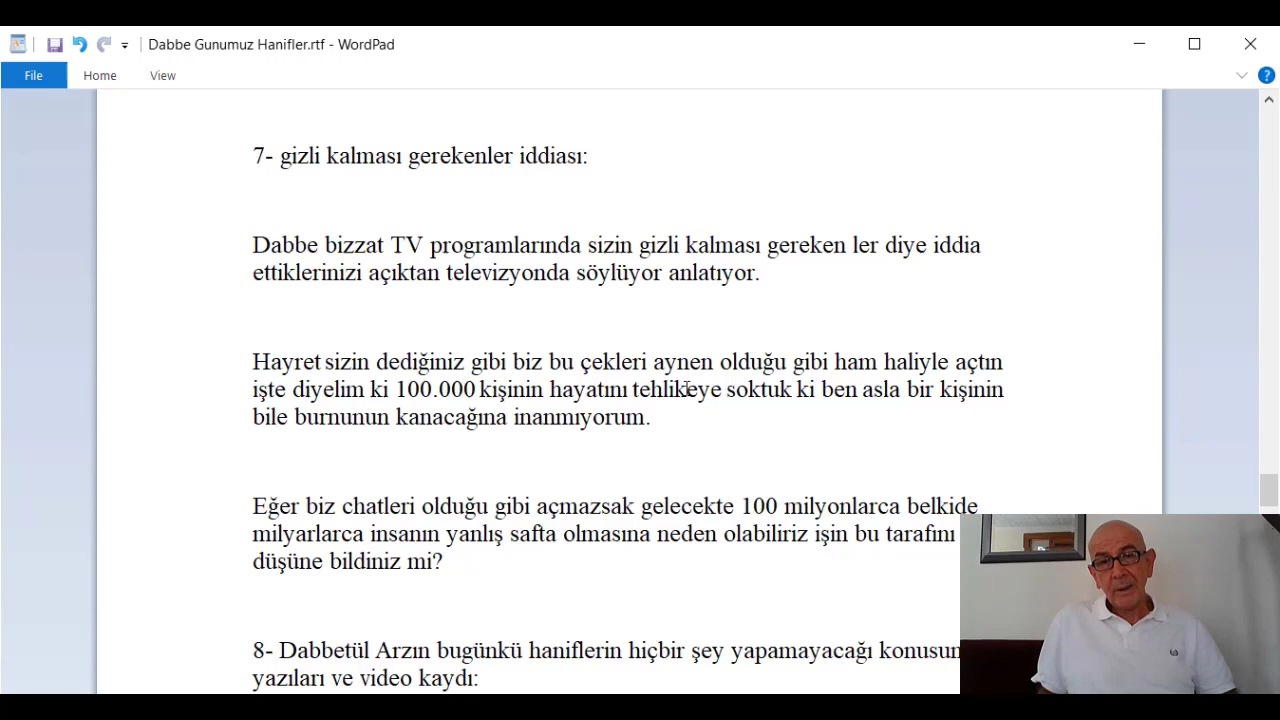 Dabbe Gunumuz Hanifler.rtf - WordPad
File Home View
7- gizli kalması gerekenler iddiası:
Dabbe bizzat TV programlarında sizin gizli kalması gereken ler diye iddia
ettiklerinizi açıktan televizyonda söylüyor anlatıyor.
Hayret sizin dediğiniz gibi biz bu çekleri aynen olduğu gibi ham haliyle açtın
işte diyelim ki 100.000 kişinin hayatını tehlikeye soktuk ki ben asla bir kişinin
bile burnunun kanacağına inanmıyorum.
Eğer biz chatleri olduğu gibi açmazsak gelecekte 100 milyonlarca belkide
milyarlarca insanın yanlış safta olmasına neden olabiliriz işin bu tarafını
düşüne bildiniz mi?
8- Dabbetül Arzın bugünkü haniflerin hiçbir şey yapamayacağı konusun
yazıları ve video kaydı: